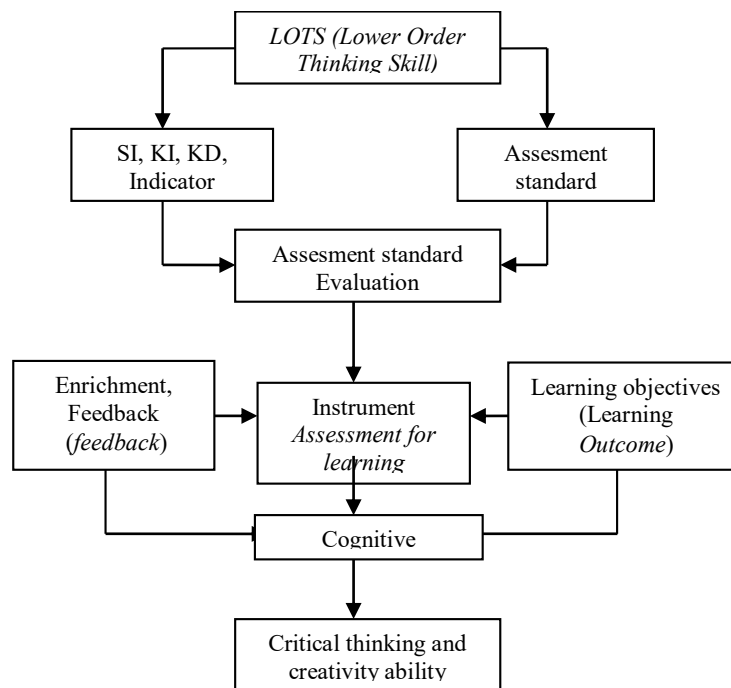 LOTS (Lower Order
Thinking Skill)
SI, KI, KD,
Indicator
Assesment
standard
Assesment standard
Evaluation
Enrichment,
Feedback
(feedback)
Instrument
Assessment for
learning
Learning objectives
(Learning
Outcome)
Cognitive
Critical thinking and
creativity ability